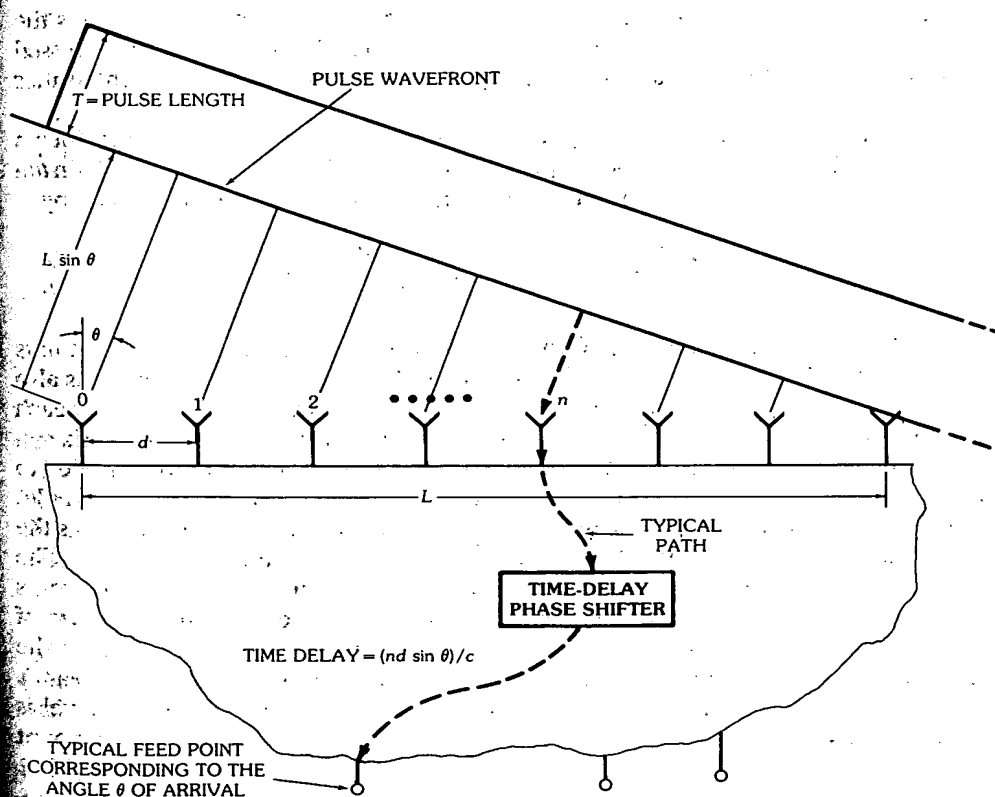 PULSE WAVEFRONT
T = PULSE LENGTH
L sin θ
θ
0
1
2
n
d
L
TYPICAL
PATH
TIME-DELAY
PHASE SHIFTER
TIME DELAY = (nd sin θ)/c
TYPICAL FEED POINT
CORRESPONDING TO THE
ANGLE θ OF ARRIVAL